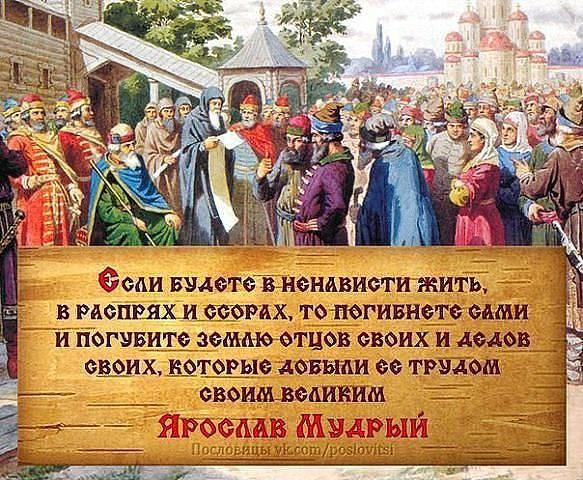 Если будете в ненависти жить,
в распрях и ссорах, то погибнете сами
и погубите землю отцов своих и дедов
своих, которые добыли ее трудом
своим великим
Ярослав Мудрый
Пословицы vk.com/poslovitsi